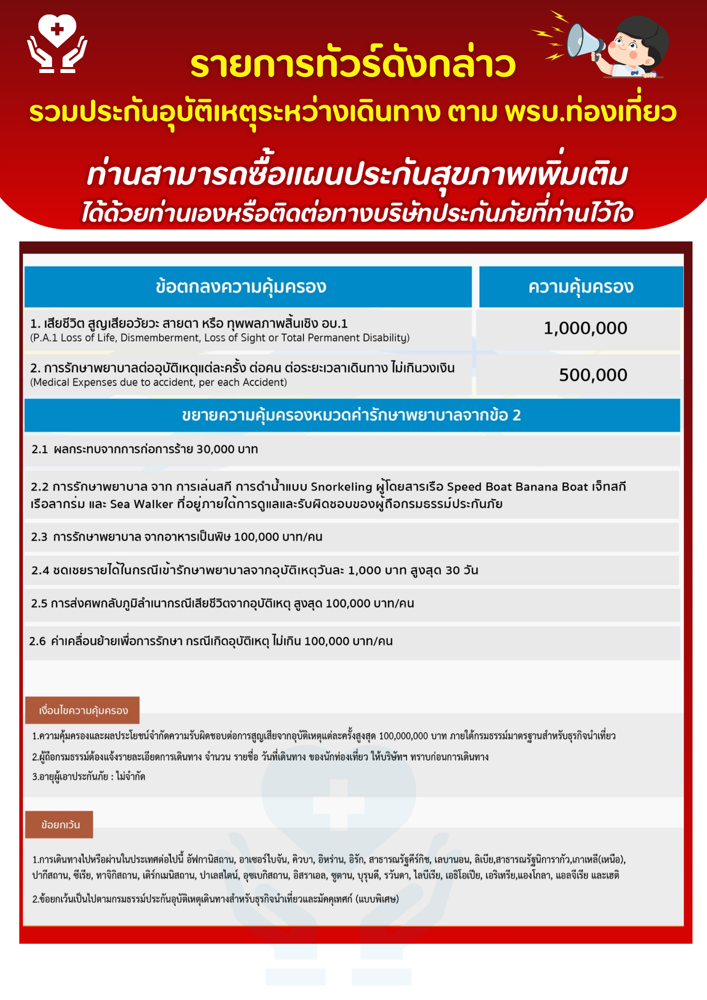 รายการทัวร์ดังกล่าว
รวมประกันอุบัติเหตุระหว่างเดินทาง ตาม พรบ.ท่องเที่ยว
ท่านสามารถซื้อแผนประกันสุขภาพเพิ่มเติม
ได้ด้วยท่านเองหรือติดต่อทางบริษัทประกันภัยที่ท่านไว้ใจ
ข้อตกลงความคุ้มครอง ความคุ้มครอง
1. เสียชีวิต สูญเสียอวัยวะ สายตา หรือ ทุพพลภาพสิ้นเชิง อบ.1 1,000,000
(P.A.1 Loss of Life, Dismemberment, Loss of Sight or Total Permanent Disability)
2. การรักษาพยาบาลต่ออุบัติเหตุแต่ละครั้ง ต่อคน ต่อระยะเวลาเดินทาง ไม่เกินวงเงิน 500,000
(Medical Expenses due to accident, per each Accident)
ขยายความคุ้มครองหมวดค่ารักษาพยาบาลจากข้อ 2
2.1 ผลกระทบจากการก่อการร้าย 30,000 บาท
2.2 การรักษาพยาบาล จาก การเล่นสกี การดำน้ำแบบ Snorkeling ผู้โดยสารเรือ Speed Boat Banana Boat เจ็ทสกี
เรือลากร่ม และ Sea Walker ที่อยู่ภายใต้การดูแลและรับผิดชอบของผู้ถือกรมธรรม์ประกันภัย
2.3 การรักษาพยาบาล จากอาหารเป็นพิษ 100,000 บาท/คน
2.4 ชดเชยรายได้ในกรณีเข้ารักษาพยาบาลจากอุบัติเหตุวันละ 1,000 บาท สูงสุด 30 วัน
2.5 การส่งศพกลับภูมิลำเนากรณีเสียชีวิตจากอุบัติเหตุ สูงสุด 100,000 บาท/คน
2.6 ค่าเคลื่อนย้ายเพื่อการรักษา กรณีเกิดอุบัติเหตุ ไม่เกิน 100,000 บาท/คน
เงื่อนไขความคุ้มครอง
1.ความคุ้มครองและผลประโยชน์จำกัดความรับผิดชอบต่อการสูญเสียจากอุบัติเหตุแต่ละครั้งสูงสุด 100,000,000 บาท ภายใต้กรมธรรม์มาตรฐานสำหรับธุรกิจนำเที่ยว
2.ผู้ถือกรมธรรม์ต้องแจ้งรายละเอียดการเดินทาง จำนวน รายชื่อ วันที่เดินทาง ของนักท่องเที่ยว ให้บริษัทฯ ทราบก่อนการเดินทาง
3.อายุผู้เอาประกันภัย : ไม่จำกัด
ข้อยกเว้น
1.การเดินทางไปหรือผ่านในประเทศต่อไปนี้ อัฟกานิสถาน, อาเซอร์ไบจัน, คิวบา, อิหร่าน, อิรัก, สาธารณรัฐคีร์กิซ, เลบานอน, ลิเบีย,สาธารณรัฐนิการากัว,เกาหลี(เหนือ),
ปากีสถาน, ซีเรีย, ทาจิกิสถาน, เติร์กเมนิสถาน, ปาเลสไตน์, อุซเบกิสถาน, อิสราเอล, ซูดาน, บุรุนดี, รวันดา, ไลบีเรีย, เอธิโอเปีย, เอริเทรีย,แองโกลา, แอลจีเรีย และเฮติ
2.ข้อยกเว้นเป็นไปตามกรมธรรม์ประกันอุบัติเหตุเดินทางสำหรับธุรกิจนำเที่ยวและมัคคุเทศก์ (แบบพิเศษ)